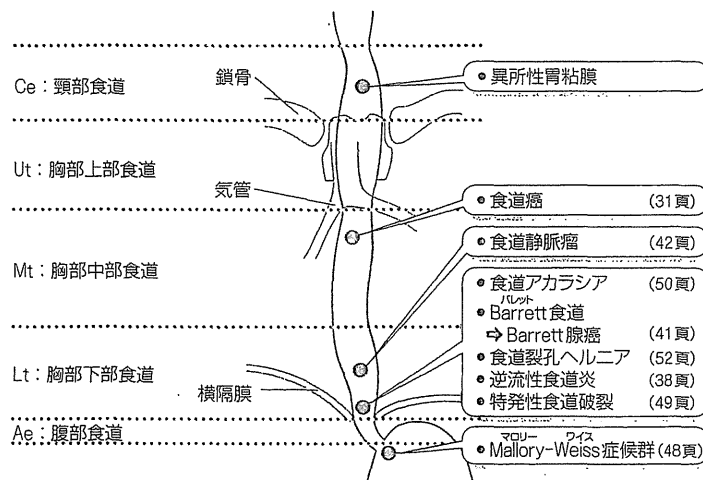 Ce：頸部食道
鎖骨
異所性胃粘膜
Ut：胸部上部食道
気管
食道癌 (31頁)
食道静脈瘤 (42頁)
Mt：胸部中部食道
食道アカラシア (50頁)
バレット
Barrett食道
⇨Barrett腺癌 (41頁)
食道裂孔ヘルニア (52頁)
逆流性食道炎 (38頁)
特発性食道破裂 (49頁)
Lt：胸部下部食道
横隔膜
Ae：腹部食道
マロリー ワイス
Mallory-Weiss症候群(48頁)